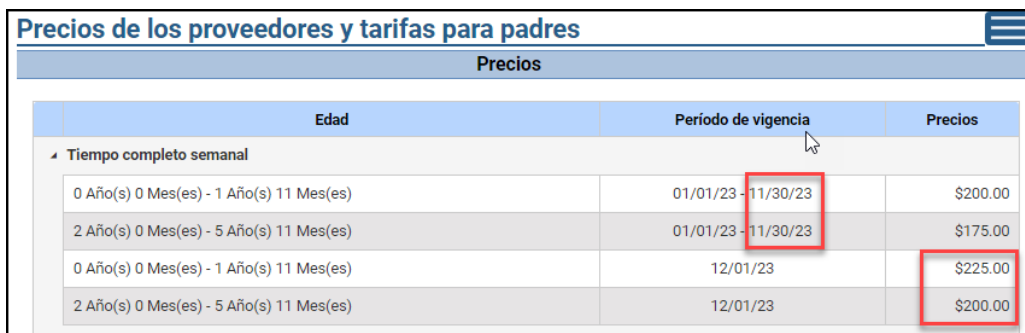 Precios de los proveedores y tarifas para padres
Precios
Edad Período de vigencia Precios
Tiempo completo semanal
0 Año(s) 0 Mes(es) - 1 Año(s) 11 Mes(es) 01/01/23 - 11/30/23 $200.00
2 Año(s) 0 Mes(es) - 5 Año(s) 11 Mes(es) 01/01/23 - 11/30/23 $175.00
0 Año(s) 0 Mes(es) - 1 Año(s) 11 Mes(es) 12/01/23 $225.00
2 Año(s) 0 Mes(es) - 5 Año(s) 11 Mes(es) 12/01/23 $200.00